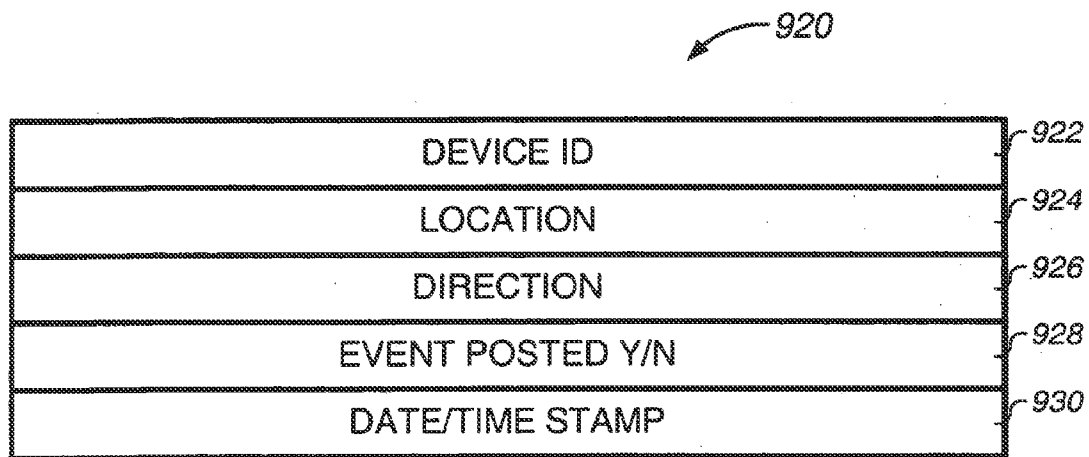 920
DEVICE ID 922
LOCATION 924
DIRECTION 926
EVENT POSTED Y/N 928
DATE/TIME STAMP 930